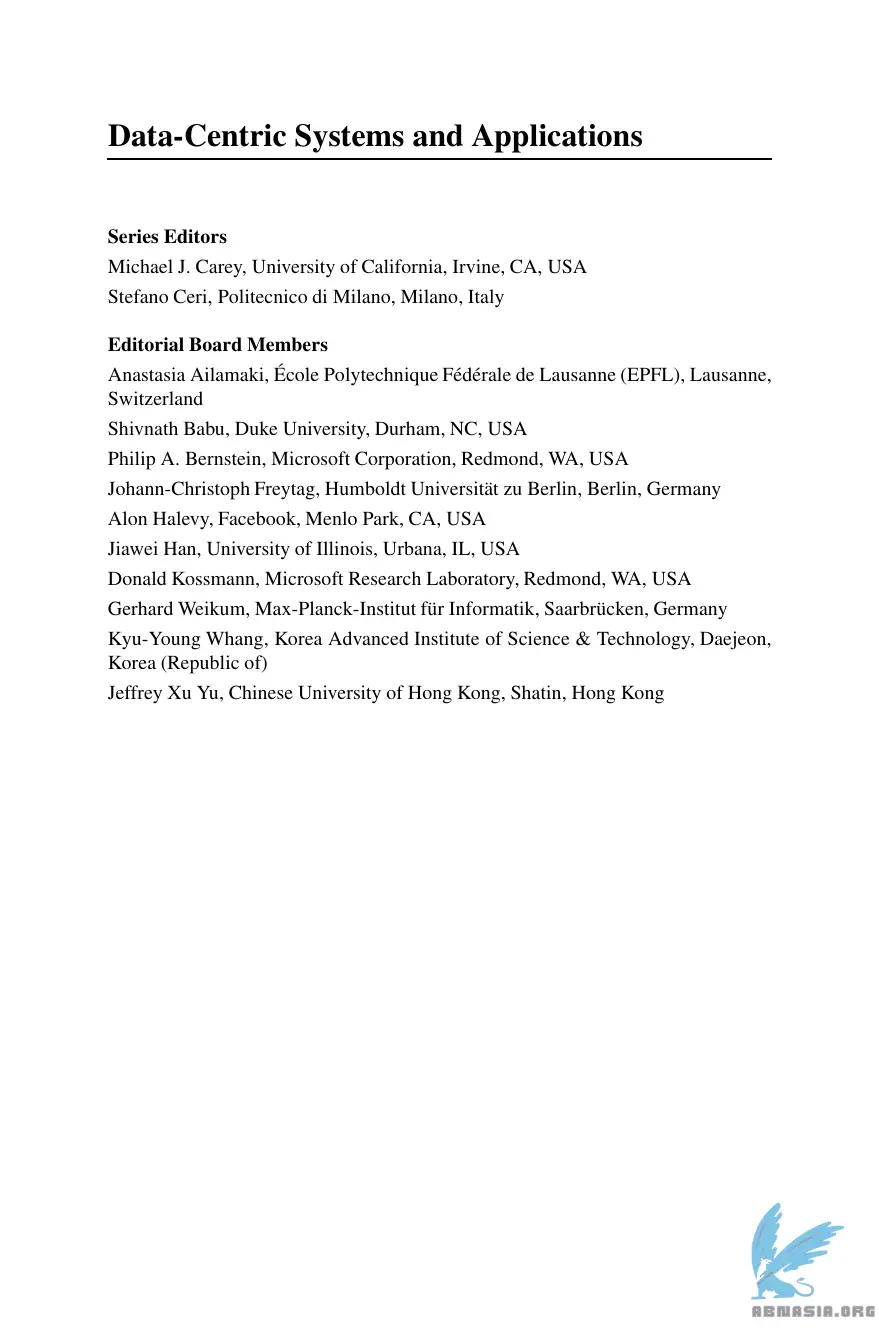 Data-Centric Systems and Applications
Series Editors
Michael J. Carey, University of California, Irvine, CA, USA
Stefano Ceri, Politecnico di Milano, Milano, Italy
Editorial Board Members
Anastasia Ailamaki, École Polytechnique Fédérale de Lausanne (EPFL), Lausanne,
Switzerland
Shivnath Babu, Duke University, Durham, NC, USA
Philip A. Bernstein, Microsoft Corporation, Redmond, WA, USA
Johann-Christoph Freytag, Humboldt Universität zu Berlin, Berlin, Germany
Alon Halevy, Facebook, Menlo Park, CA, USA
Jiawei Han, University of Illinois, Urbana, IL, USA
Donald Kossmann, Microsoft Research Laboratory, Redmond, WA, USA
Gerhard Weikum, Max-Planck-Institut für Informatik, Saarbrücken, Germany
Kyu-Young Whang, Korea Advanced Institute of Science & Technology, Daejeon,
Korea (Republic of)
Jeffrey Xu Yu, Chinese University of Hong Kong, Shatin, Hong Kong
ABNASIA.ORG